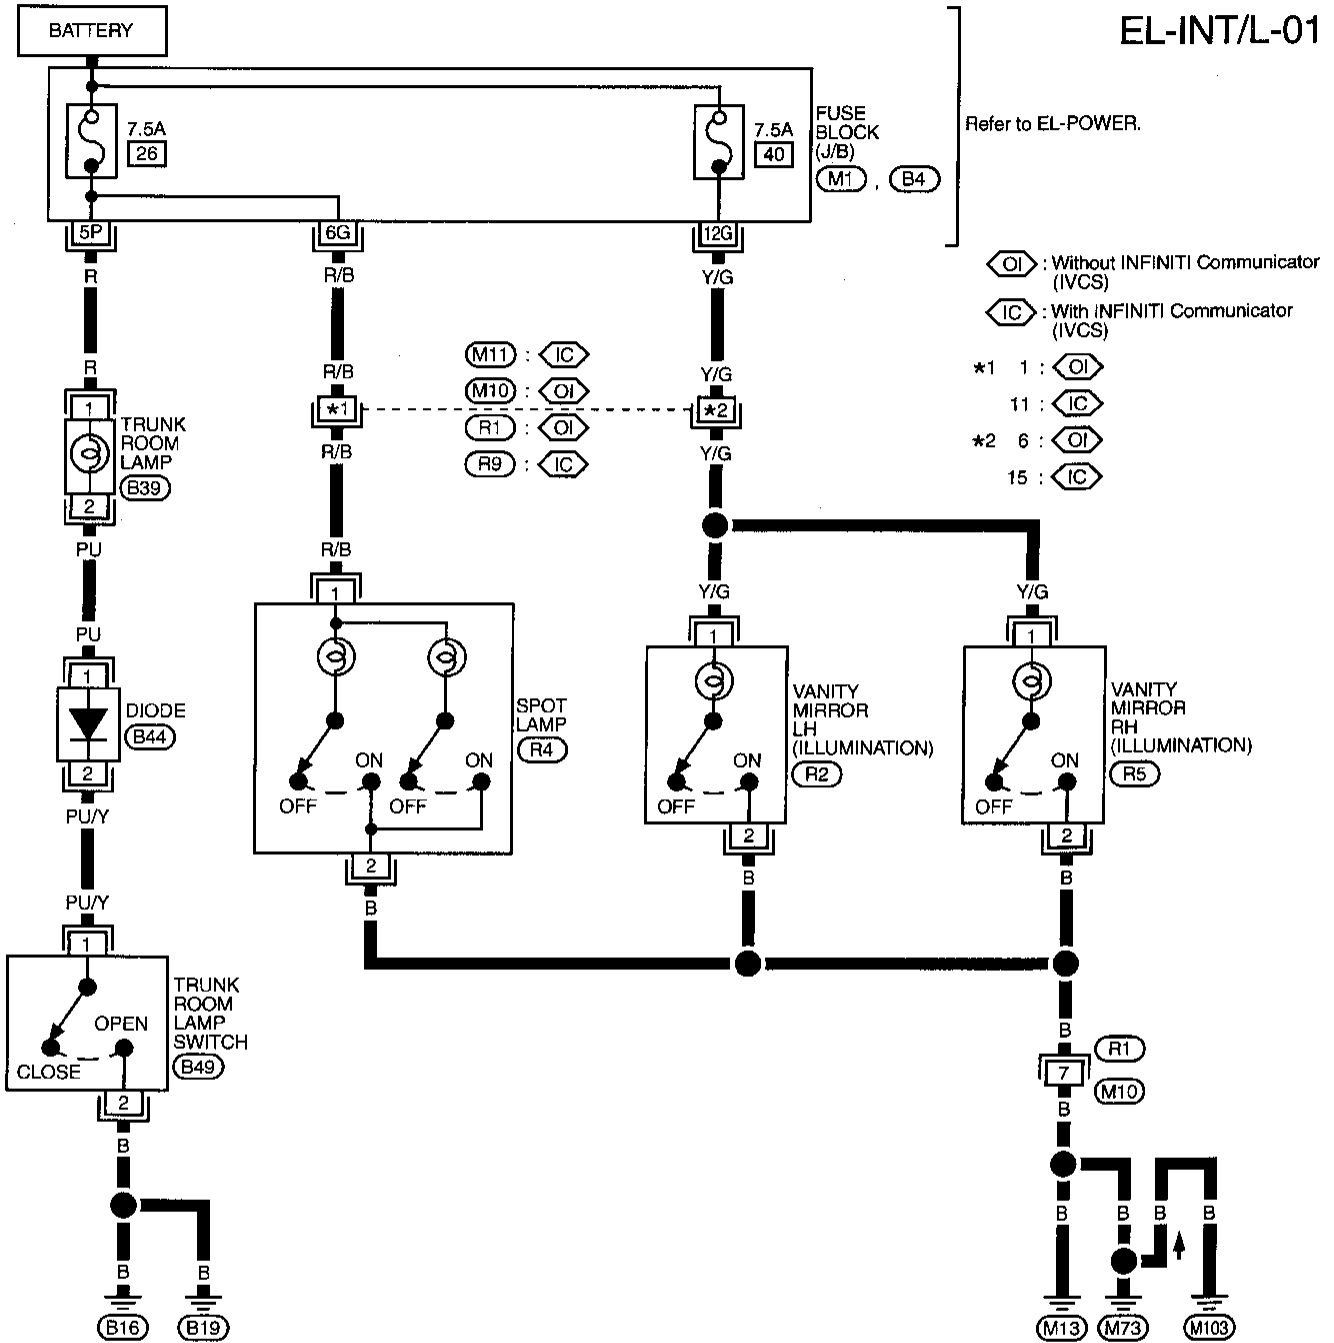 EL-INT/L-01
BATTERY
7.5A
26
7.5A
40
FUSE
BLOCK
(J/B)
M1 , B4
Refer to EL-POWER.
5P
6G
12G
R
R/B
Y/G
OI : Without INFINITI Communicator
(IVCS)
IC : With INFINITI Communicator
(IVCS)
*1 1 : OI
11 : IC
*2 6 : OI
15 : IC
R
R/B
Y/G
M11 : IC
M10 : OI
R1 : OI
R9 : IC
*1
*2
R/B
Y/G
1
TRUNK
ROOM
LAMP
B39
2
PU
R/B
Y/G
Y/G
PU
1
DIODE
B44
2
PU/Y
PU/Y
1
SPOT
LAMP
R4
OFF
ON
OFF
ON
2
B
1
VANITY
MIRROR
LH
(ILLUMINATION)
R2
OFF
ON
2
B
1
VANITY
MIRROR
RH
(ILLUMINATION)
R5
OFF
ON
2
B
1
TRUNK
ROOM
LAMP
SWITCH
B49
OPEN
CLOSE
2
B
B
B
B16
B19
B
R1
7
M10
B
B
B
B
B
M13
M73
M103